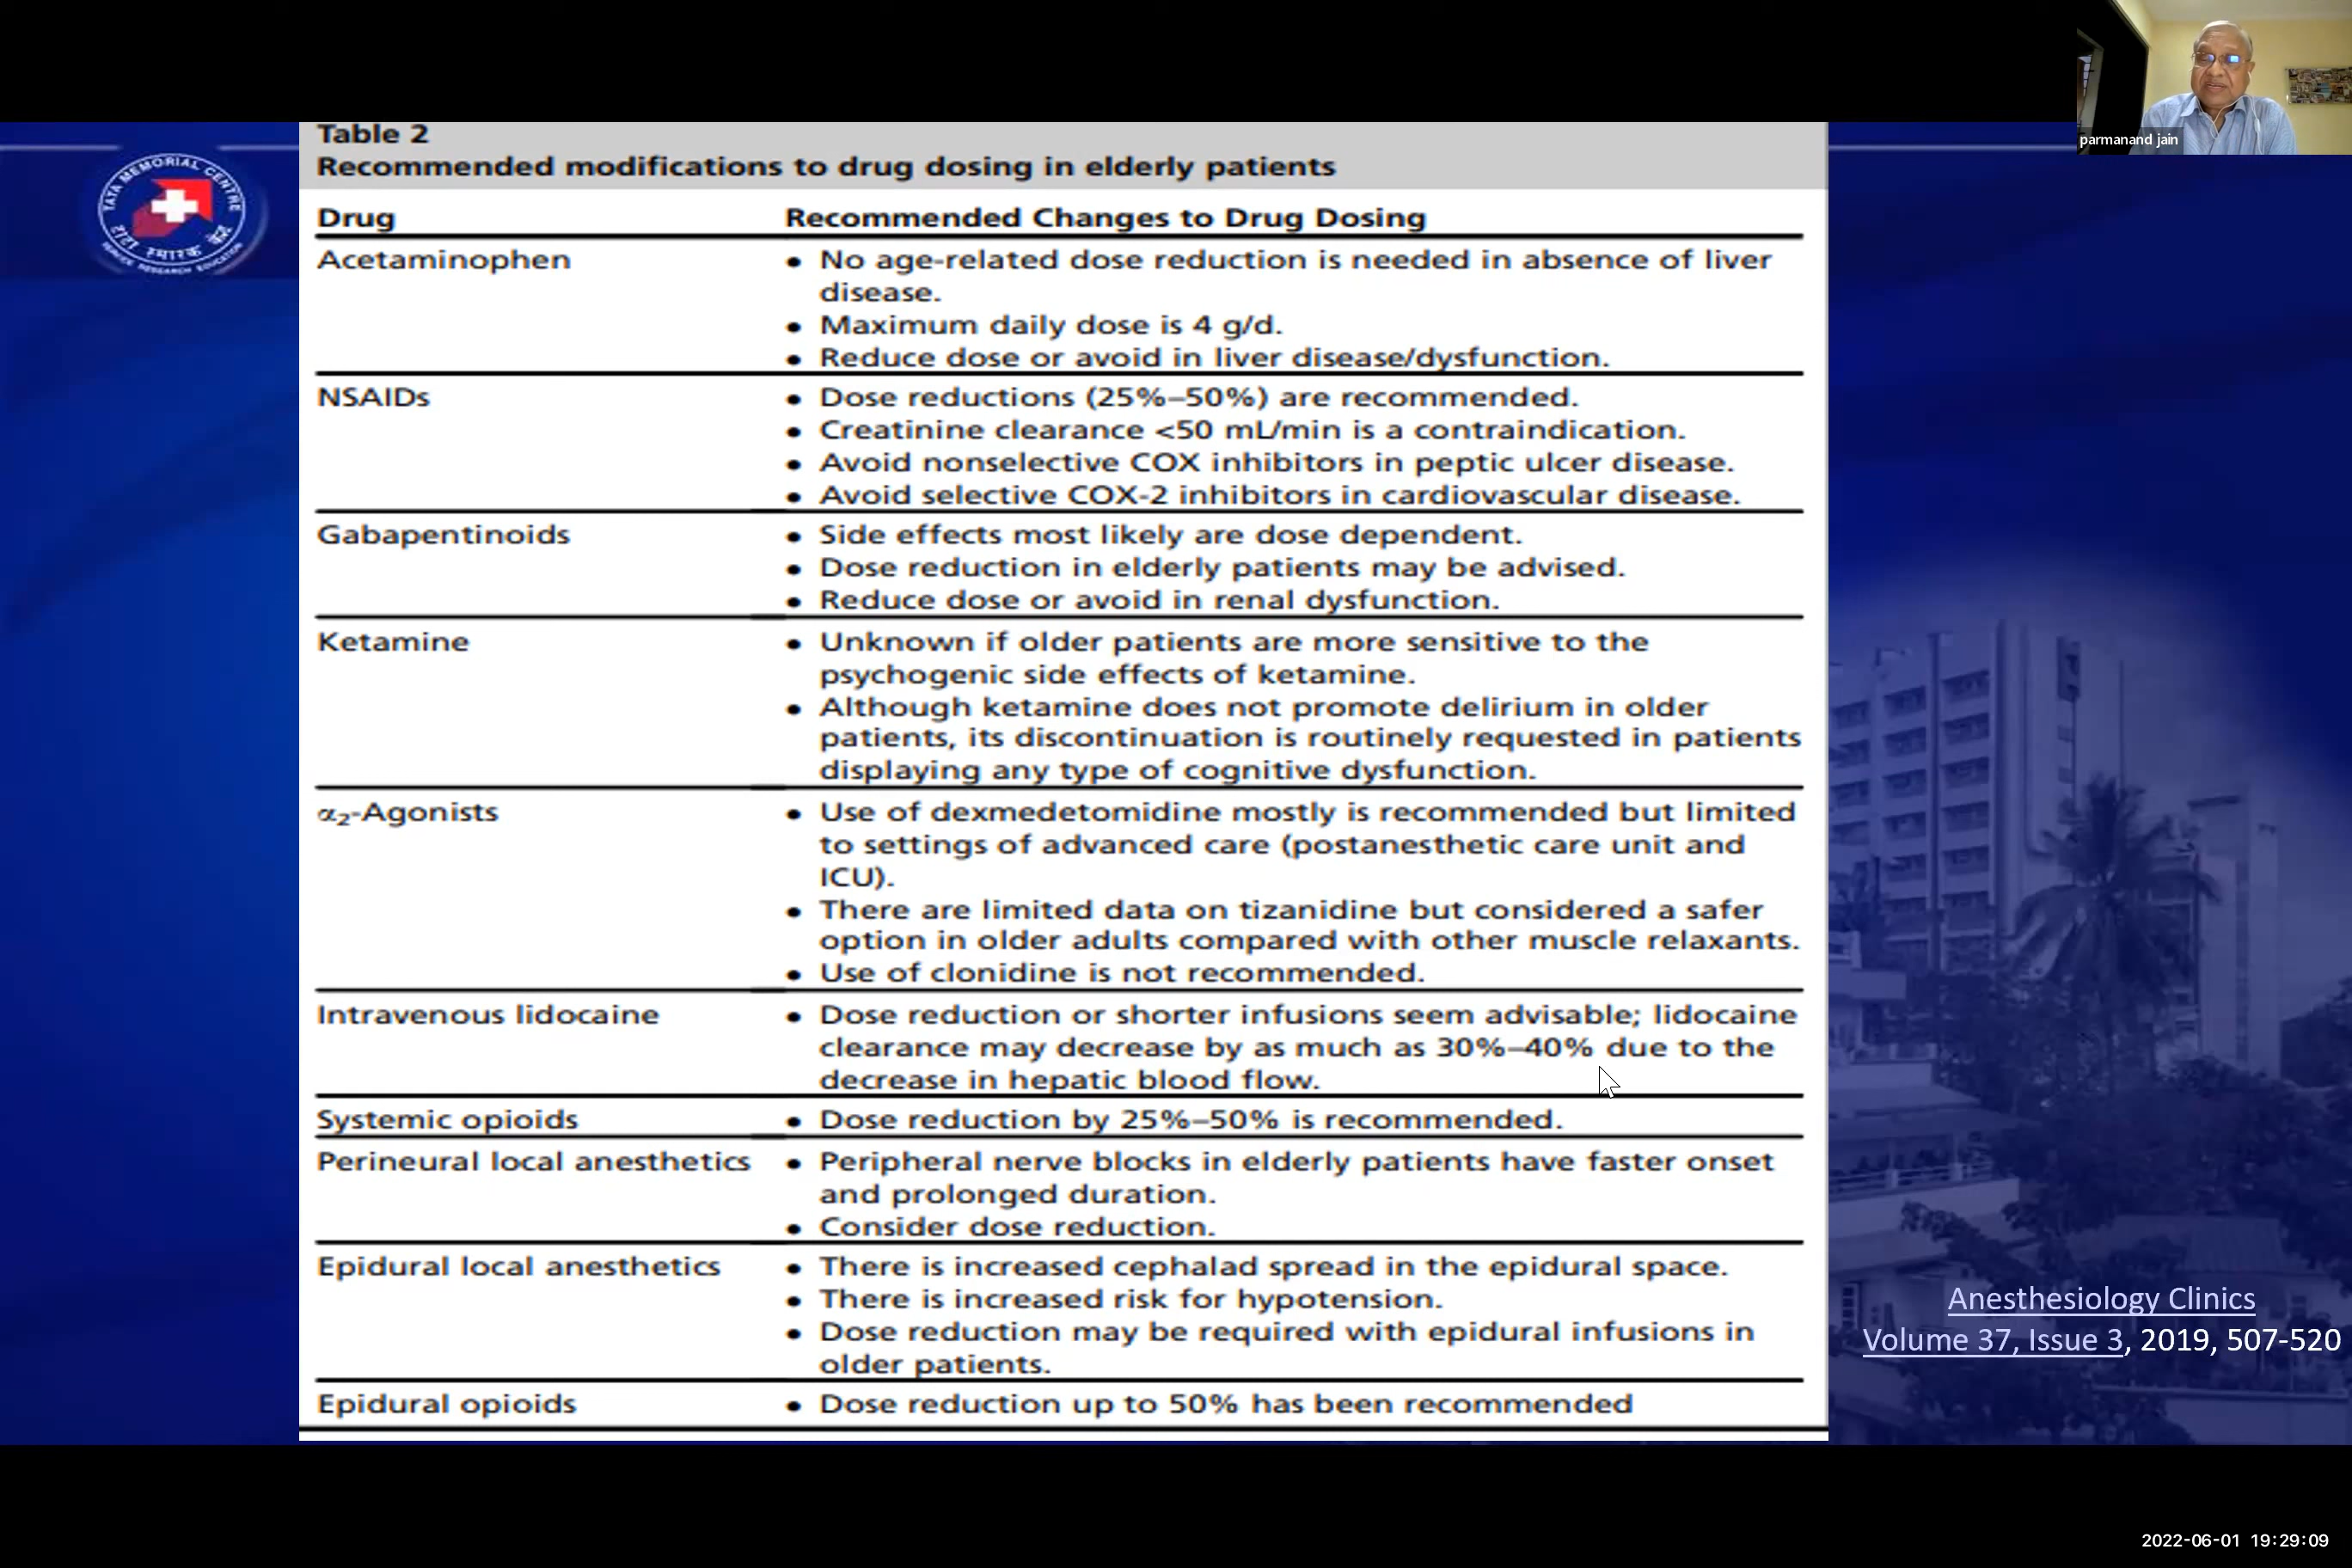 parmanand jain
TATA MEMORIAL CENTRE
टाटा स्मारक केंद्र
SERVICE RESEARCH EDUCATION
Table 2
Recommended modifications to drug dosing in elderly patients
Drug Recommended Changes to Drug Dosing
Acetaminophen • No age-related dose reduction is needed in absence of liver
disease.
• Maximum daily dose is 4 g/d.
• Reduce dose or avoid in liver disease/dysfunction.
NSAIDs • Dose reductions (25%–50%) are recommended.
• Creatinine clearance <50 mL/min is a contraindication.
• Avoid nonselective COX inhibitors in peptic ulcer disease.
• Avoid selective COX-2 inhibitors in cardiovascular disease.
Gabapentinoids • Side effects most likely are dose dependent.
• Dose reduction in elderly patients may be advised.
• Reduce dose or avoid in renal dysfunction.
Ketamine • Unknown if older patients are more sensitive to the
psychogenic side effects of ketamine.
• Although ketamine does not promote delirium in older
patients, its discontinuation is routinely requested in patients
displaying any type of cognitive dysfunction.
α₂-Agonists • Use of dexmedetomidine mostly is recommended but limited
to settings of advanced care (postanesthetic care unit and
ICU).
• There are limited data on tizanidine but considered a safer
option in older adults compared with other muscle relaxants.
• Use of clonidine is not recommended.
Intravenous lidocaine • Dose reduction or shorter infusions seem advisable; lidocaine
clearance may decrease by as much as 30%–40% due to the
decrease in hepatic blood flow.
Systemic opioids • Dose reduction by 25%–50% is recommended.
Perineural local anesthetics • Peripheral nerve blocks in elderly patients have faster onset
and prolonged duration.
• Consider dose reduction.
Epidural local anesthetics • There is increased cephalad spread in the epidural space.
• There is increased risk for hypotension.
• Dose reduction may be required with epidural infusions in
older patients.
Epidural opioids • Dose reduction up to 50% has been recommended
Anesthesiology Clinics
Volume 37, Issue 3, 2019, 507-520
2022-06-01 19:29:09